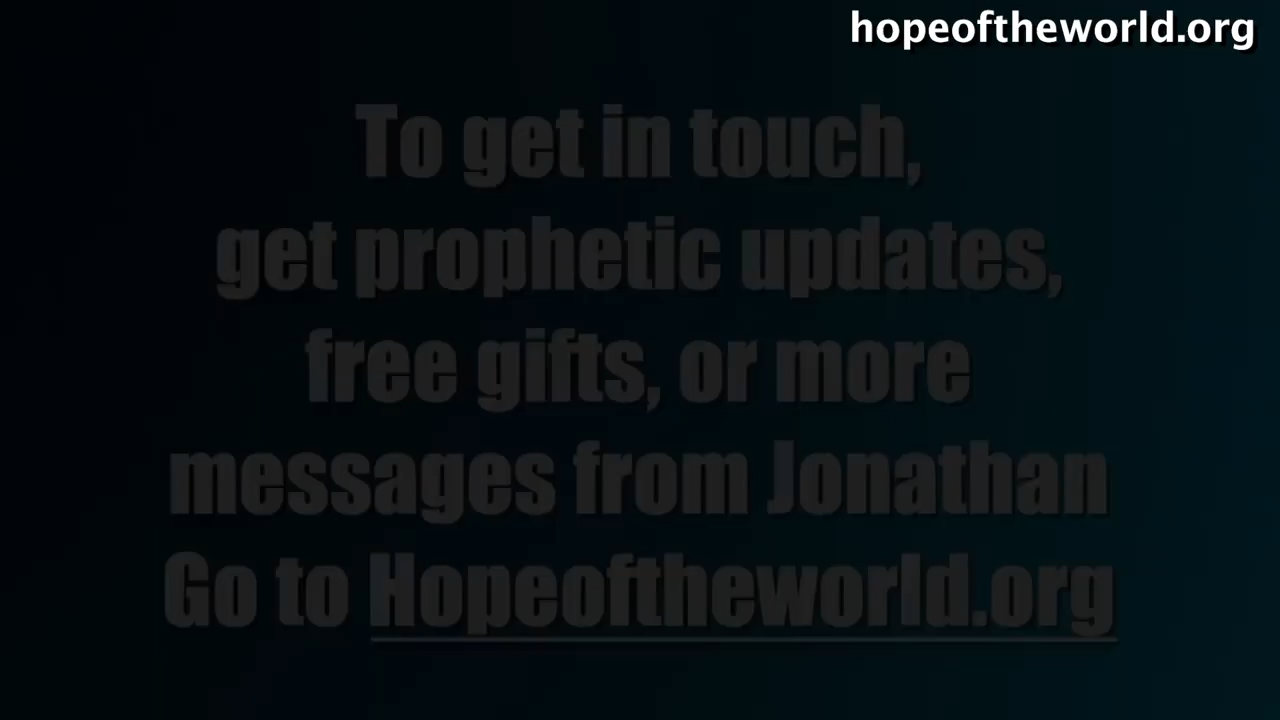 hopeoftheworld.org
To get in touch,
get prophetic updates,
free gifts, or more
messages from Jonathan
Go to Hopeoftheworld.org